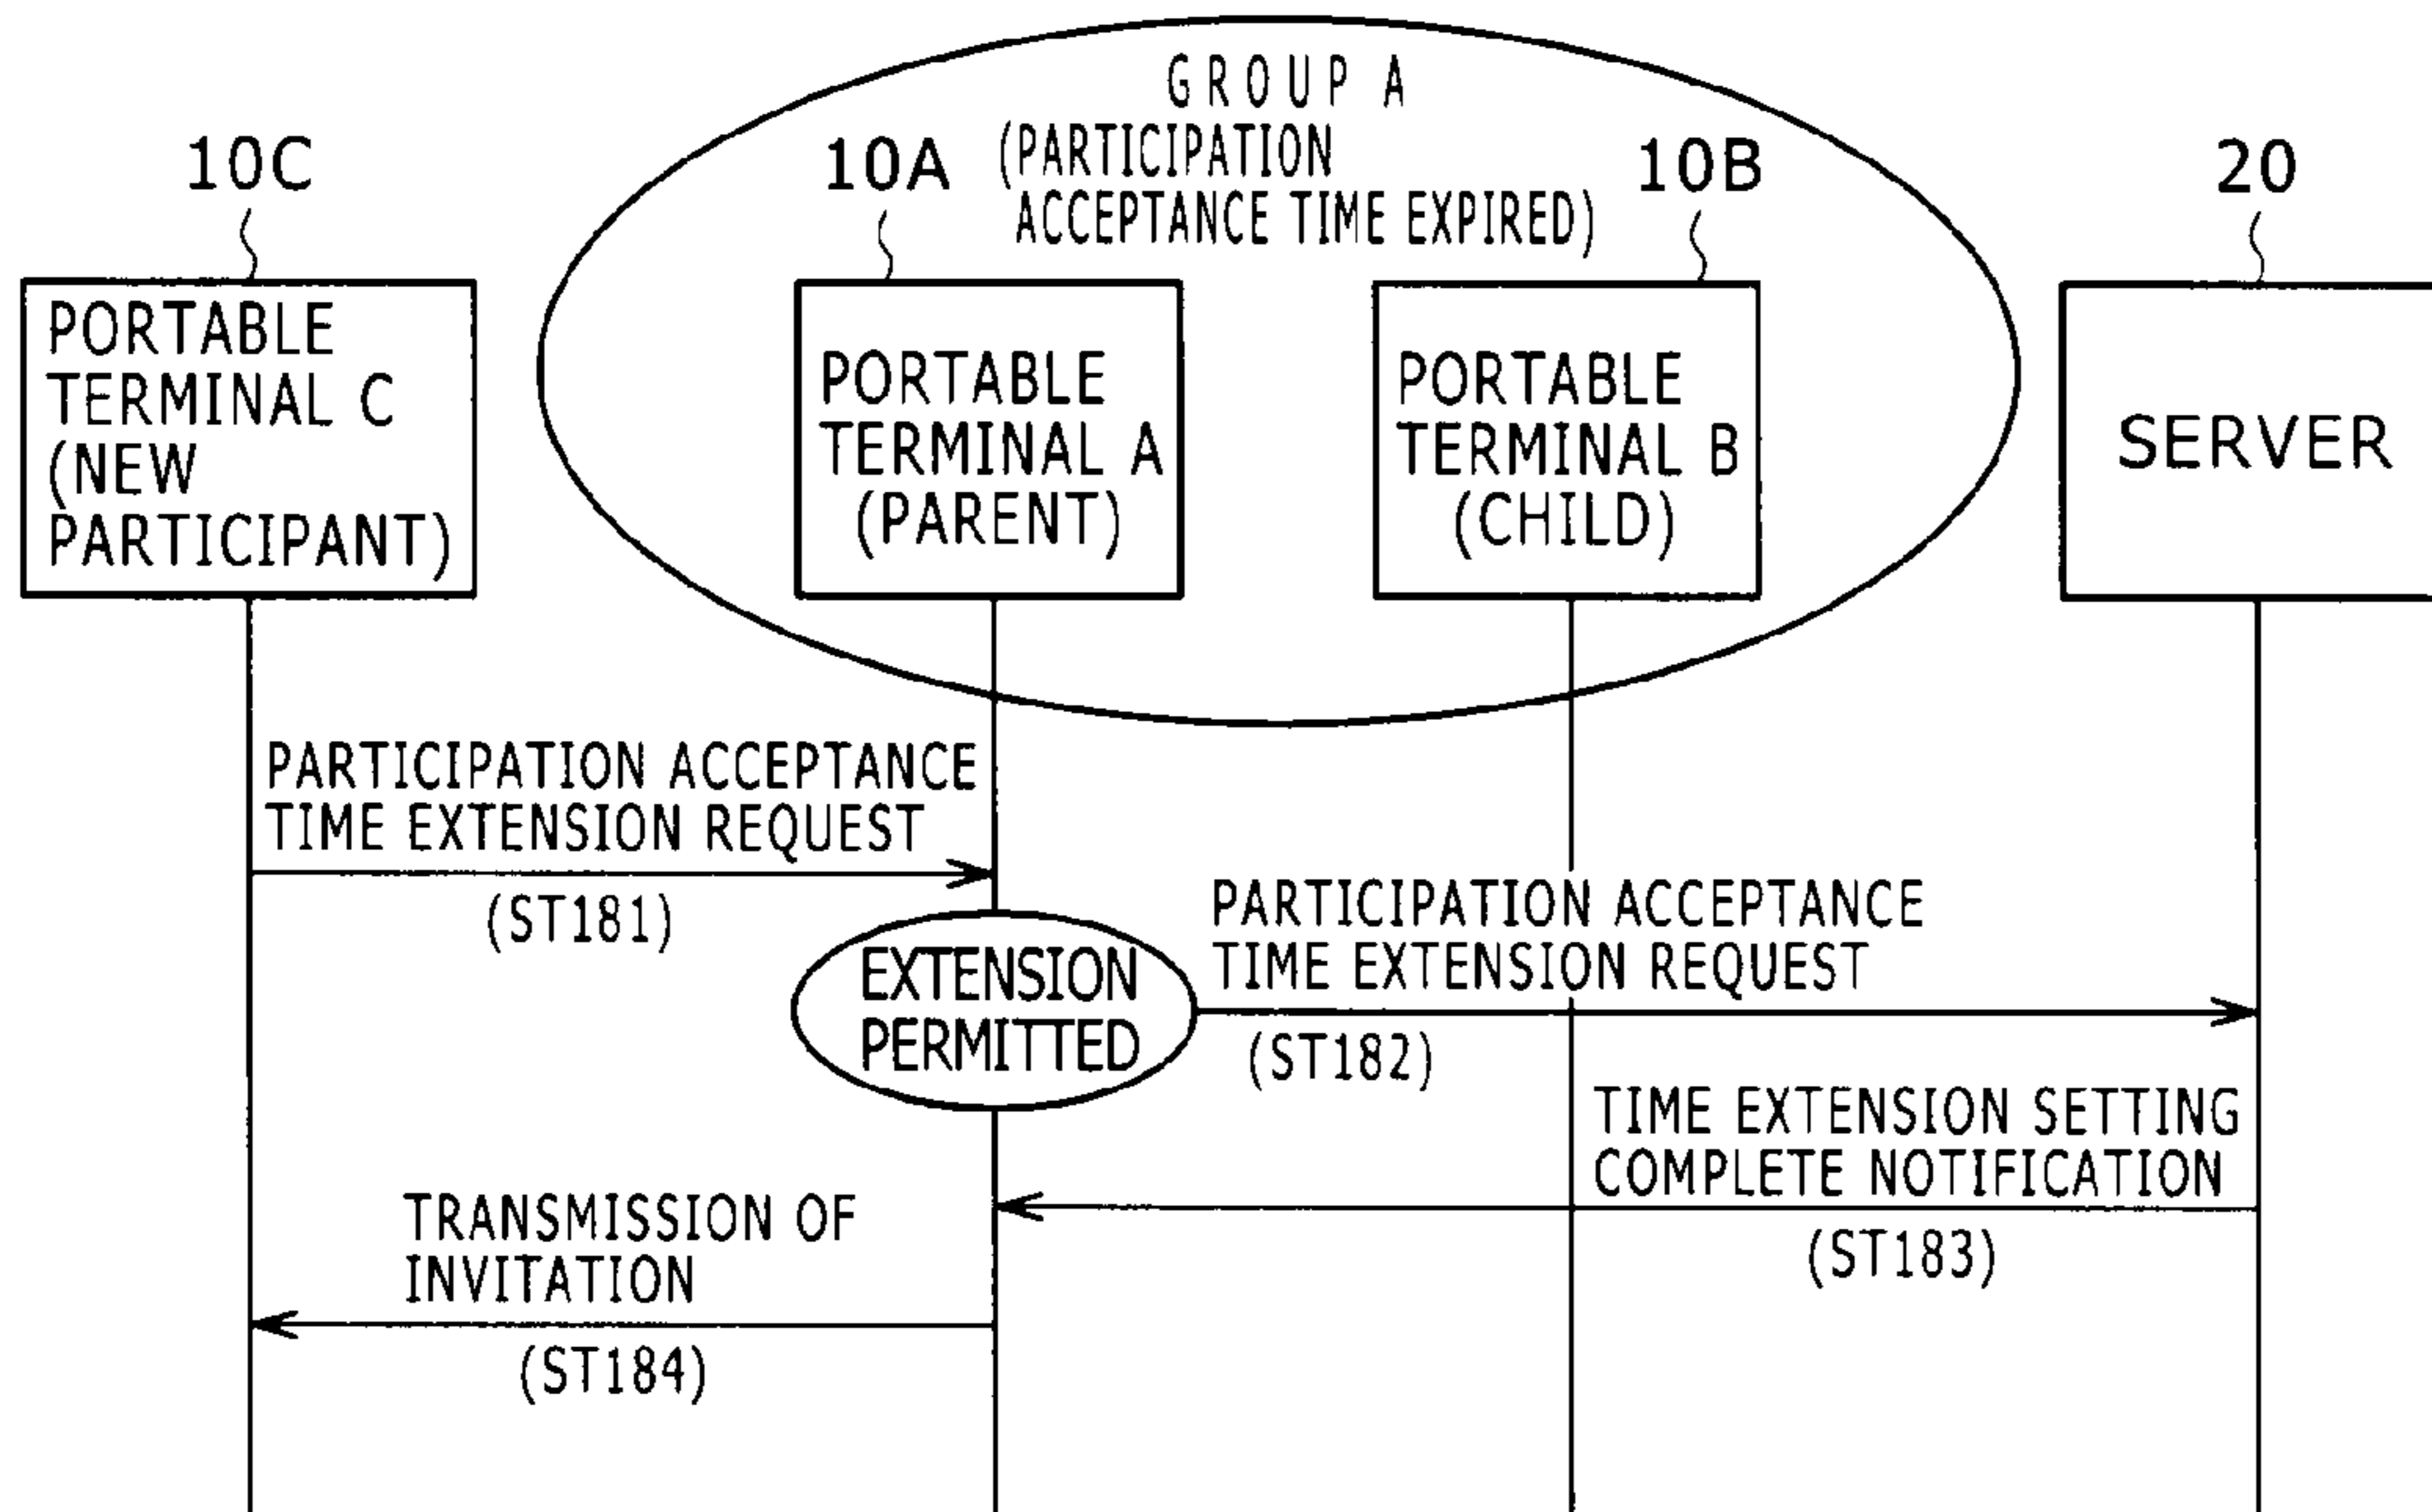 GROUP A
(PARTICIPATION
ACCEPTANCE TIME EXPIRED)
10C
10A
10B
20
PORTABLE
TERMINAL C
(NEW
PARTICIPANT)
PORTABLE
TERMINAL A
(PARENT)
PORTABLE
TERMINAL B
(CHILD)
SERVER
PARTICIPATION ACCEPTANCE
TIME EXTENSION REQUEST
(ST181)
EXTENSION
PERMITTED
PARTICIPATION ACCEPTANCE
TIME EXTENSION REQUEST
(ST182)
TIME EXTENSION SETTING
COMPLETE NOTIFICATION
(ST183)
TRANSMISSION OF
INVITATION
(ST184)